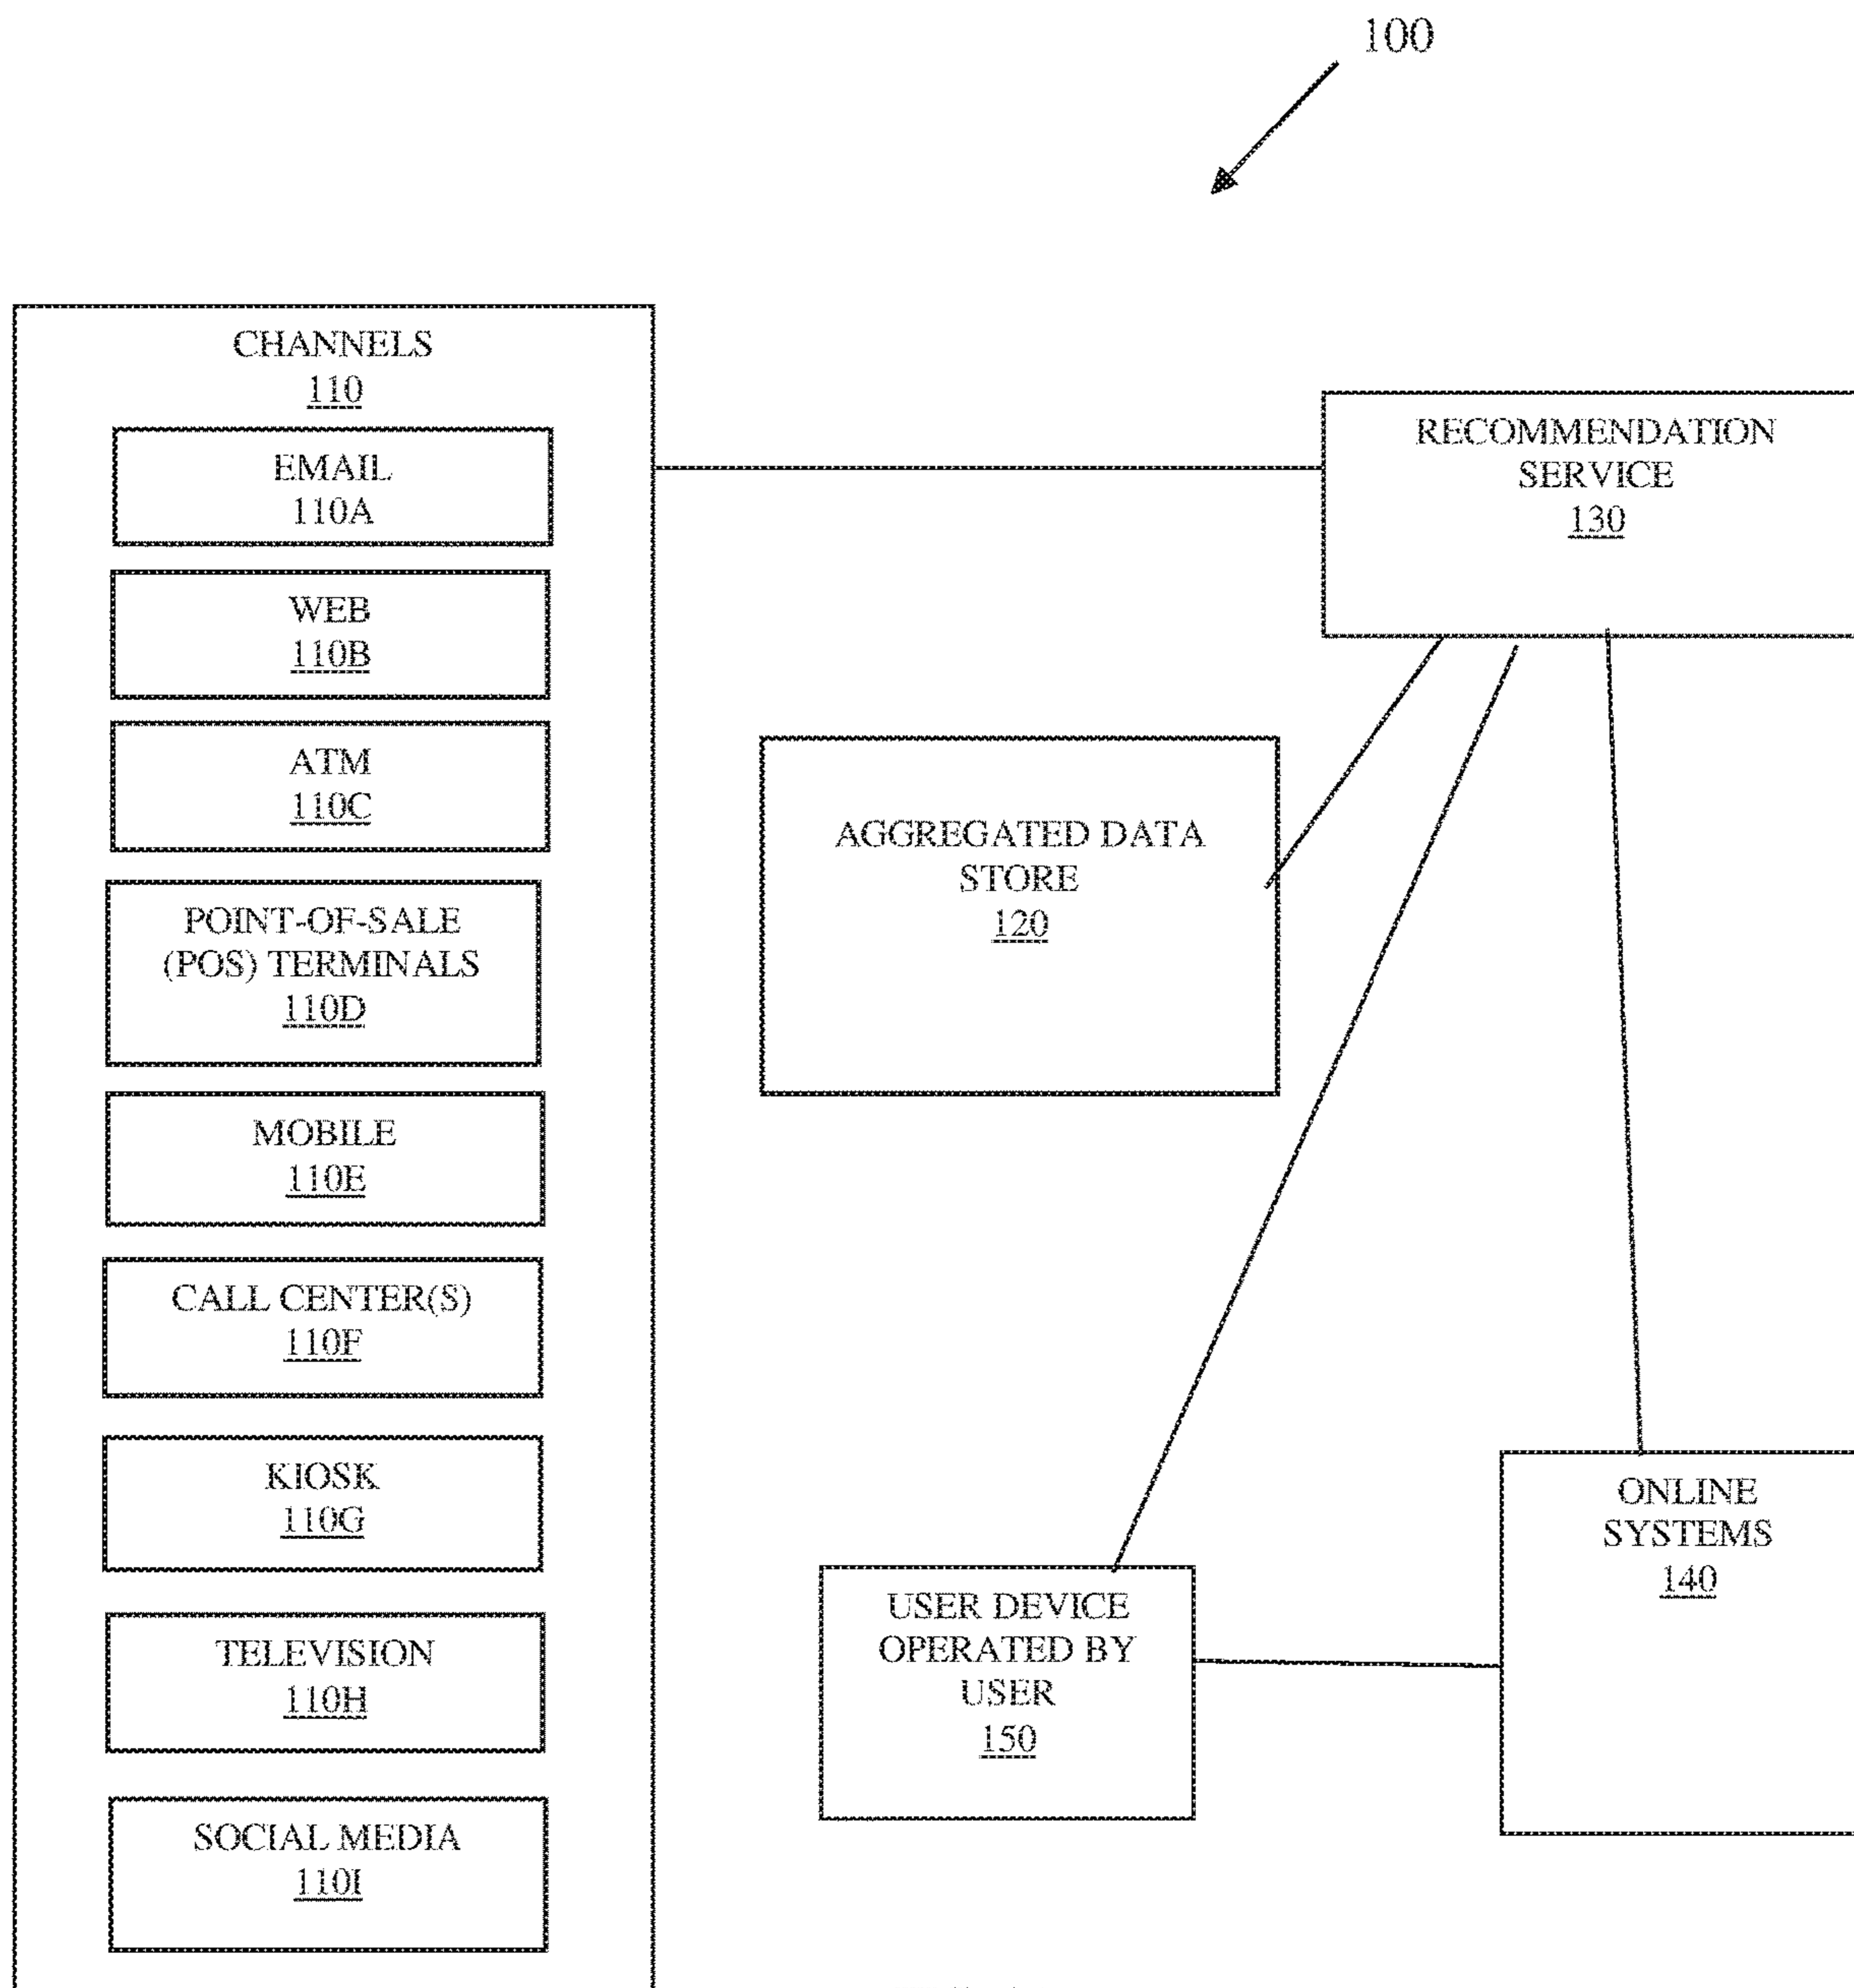 100
CHANNELS
110
EMAIL
110A
WEB
110B
ATM
110C
POINT-OF-SALE
(POS) TERMINALS
110D
MOBILE
110E
CALL CENTER(S)
110F
KIOSK
110G
TELEVISION
110H
SOCIAL MEDIA
110I
RECOMMENDATION
SERVICE
130
AGGREGATED DATA
STORE
120
USER DEVICE
OPERATED BY
USER
150
ONLINE
SYSTEMS
140